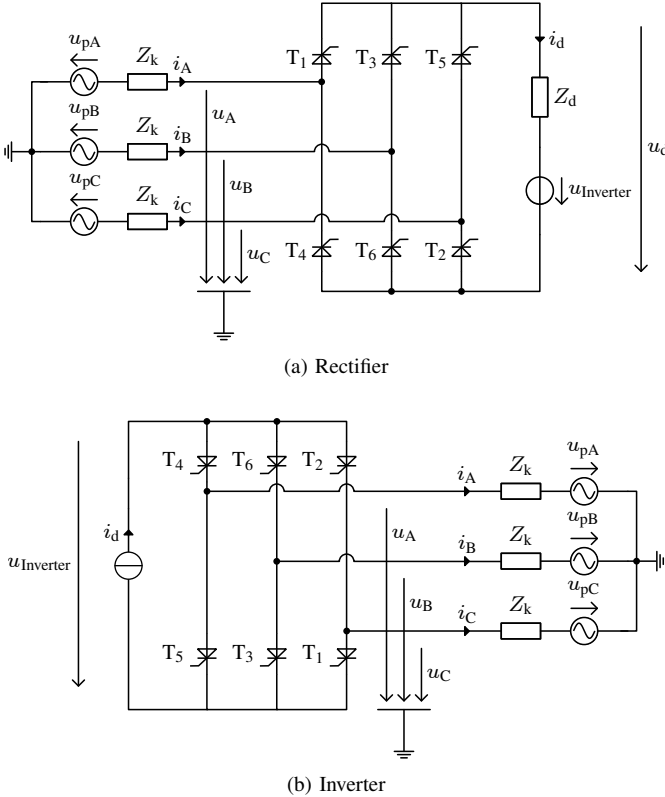 u_pA Z_k i_A T_1 T_3 T_5 i_d
Z_d
u_A
u_pB Z_k i_B u_d
u_B u_Inverter
u_pC Z_k i_C
u_C T_4 T_6 T_2
(a) Rectifier
T_4 T_6 T_2 u_pA
i_A Z_k
i_d u_A u_pB
u_Inverter i_B Z_k
u_B u_pC
i_C Z_k
T_5 T_3 T_1 u_C
(b) Inverter